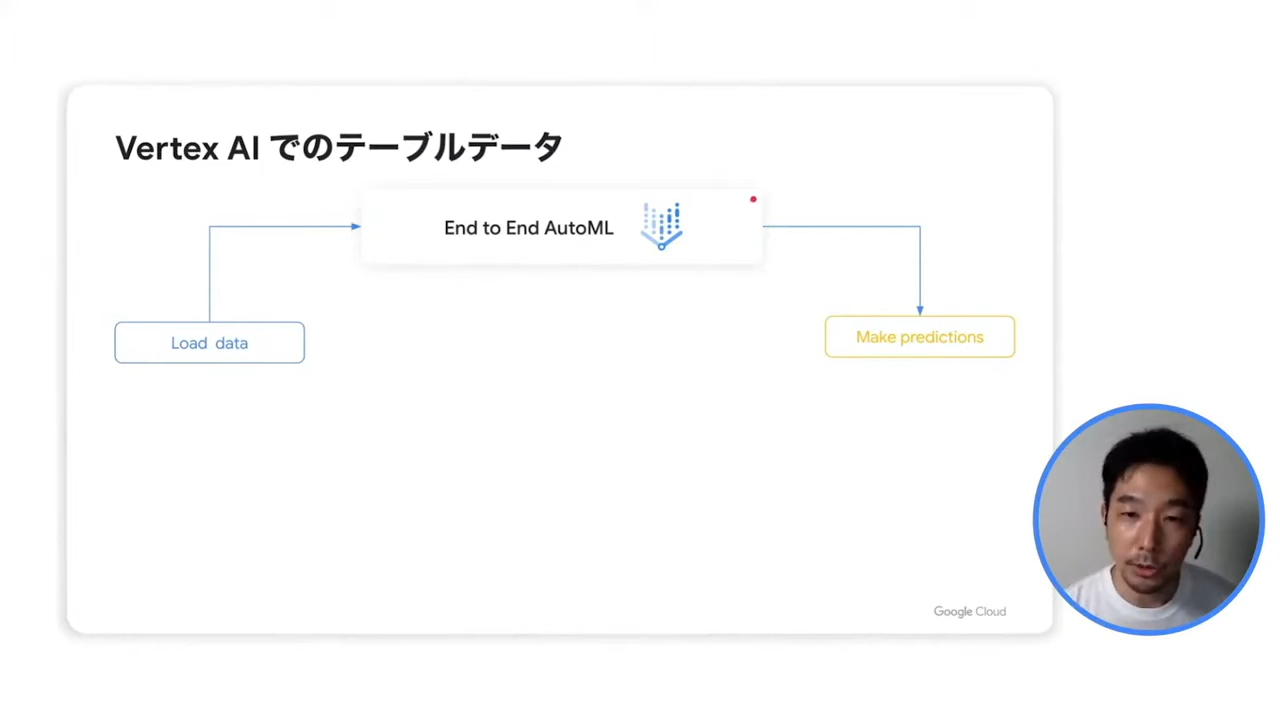 Vertex AI でのテーブルデータ
End to End AutoML
Load data
Make predictions
Google Cloud